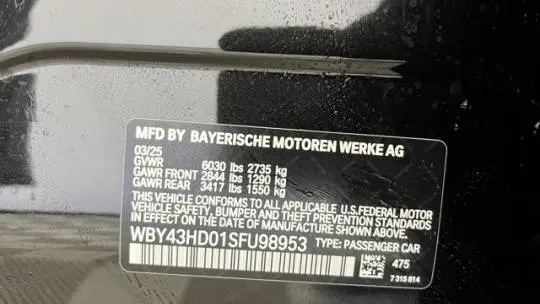 MFD BY BAYERISCHE MOTOREN WERKE AG
03/25
GVWR 6030 lbs 2735 kg
GAWR FRONT 2844 lbs 1290 kg
GAWR REAR 3417 lbs 1550 kg
THIS VEHICLE CONFORMS TO ALL APPLICABLE U.S.FEDERAL MOTOR
VEHICLE SAFETY, BUMPER AND THEFT PREVENTION STANDARDS
IN EFFECT ON THE DATE OF MANUFACTURE SHOWN ABOVE.
WBY43HD01SFU98953 TYPE: PASSENGER CAR
475
7 315 814